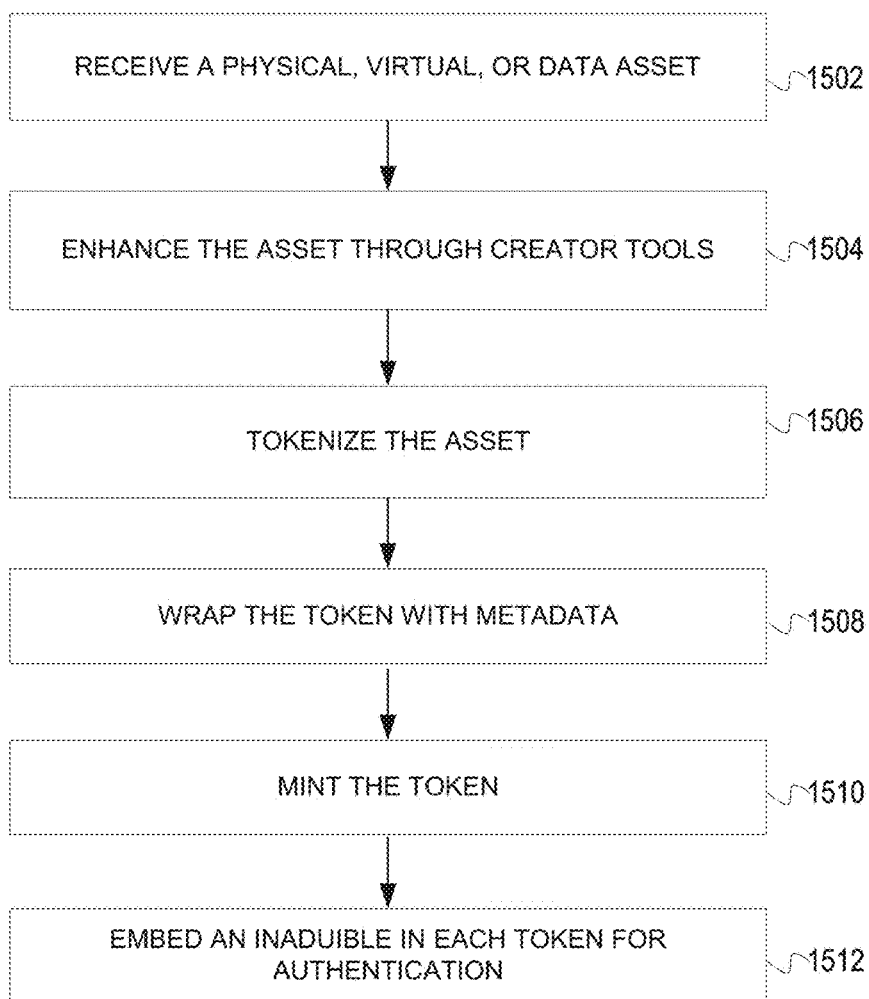 RECEIVE A PHYSICAL, VIRTUAL, OR DATA ASSET
1502
ENHANCE THE ASSET THROUGH CREATOR TOOLS
1504
TOKENIZE THE ASSET
1506
WRAP THE TOKEN WITH METADATA
1508
MINT THE TOKEN
1510
EMBED AN INADUIBLE IN EACH TOKEN FOR
AUTHENTICATION
1512